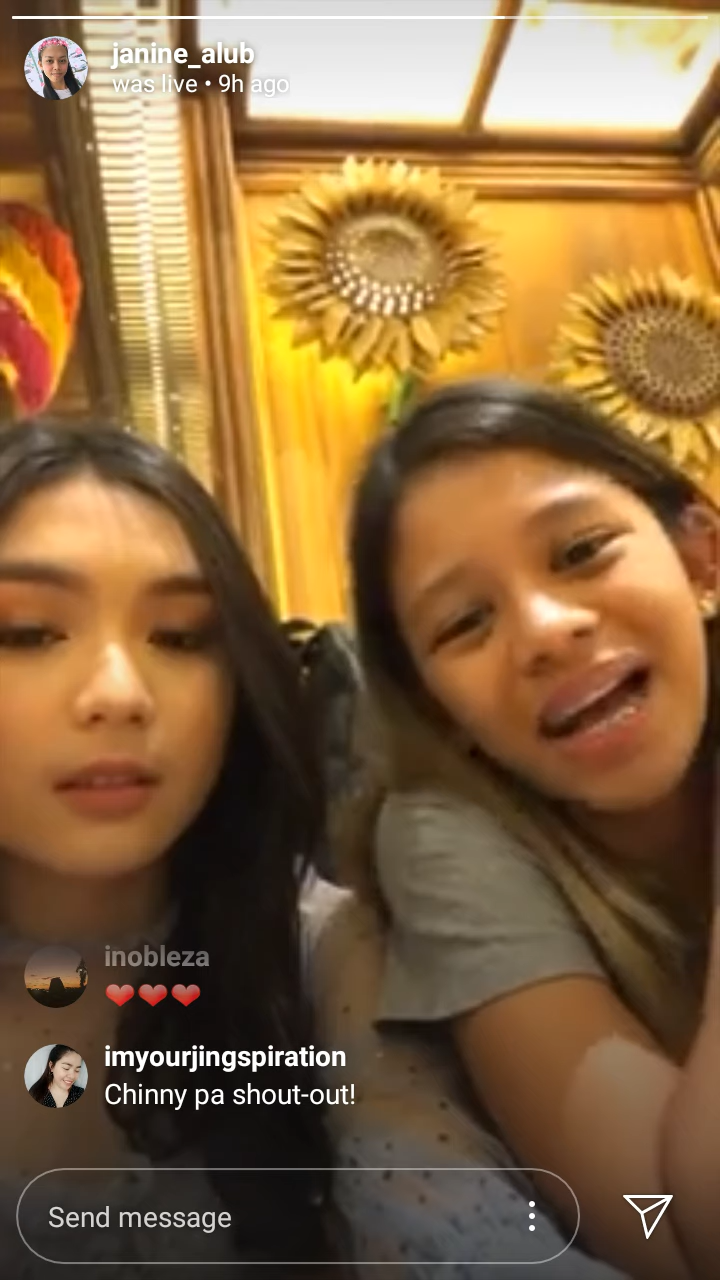 janine_alub
was live • 9h ago
inobleza
❤❤❤
imyourjingspiration
Chinny pa shout-out!
Send message